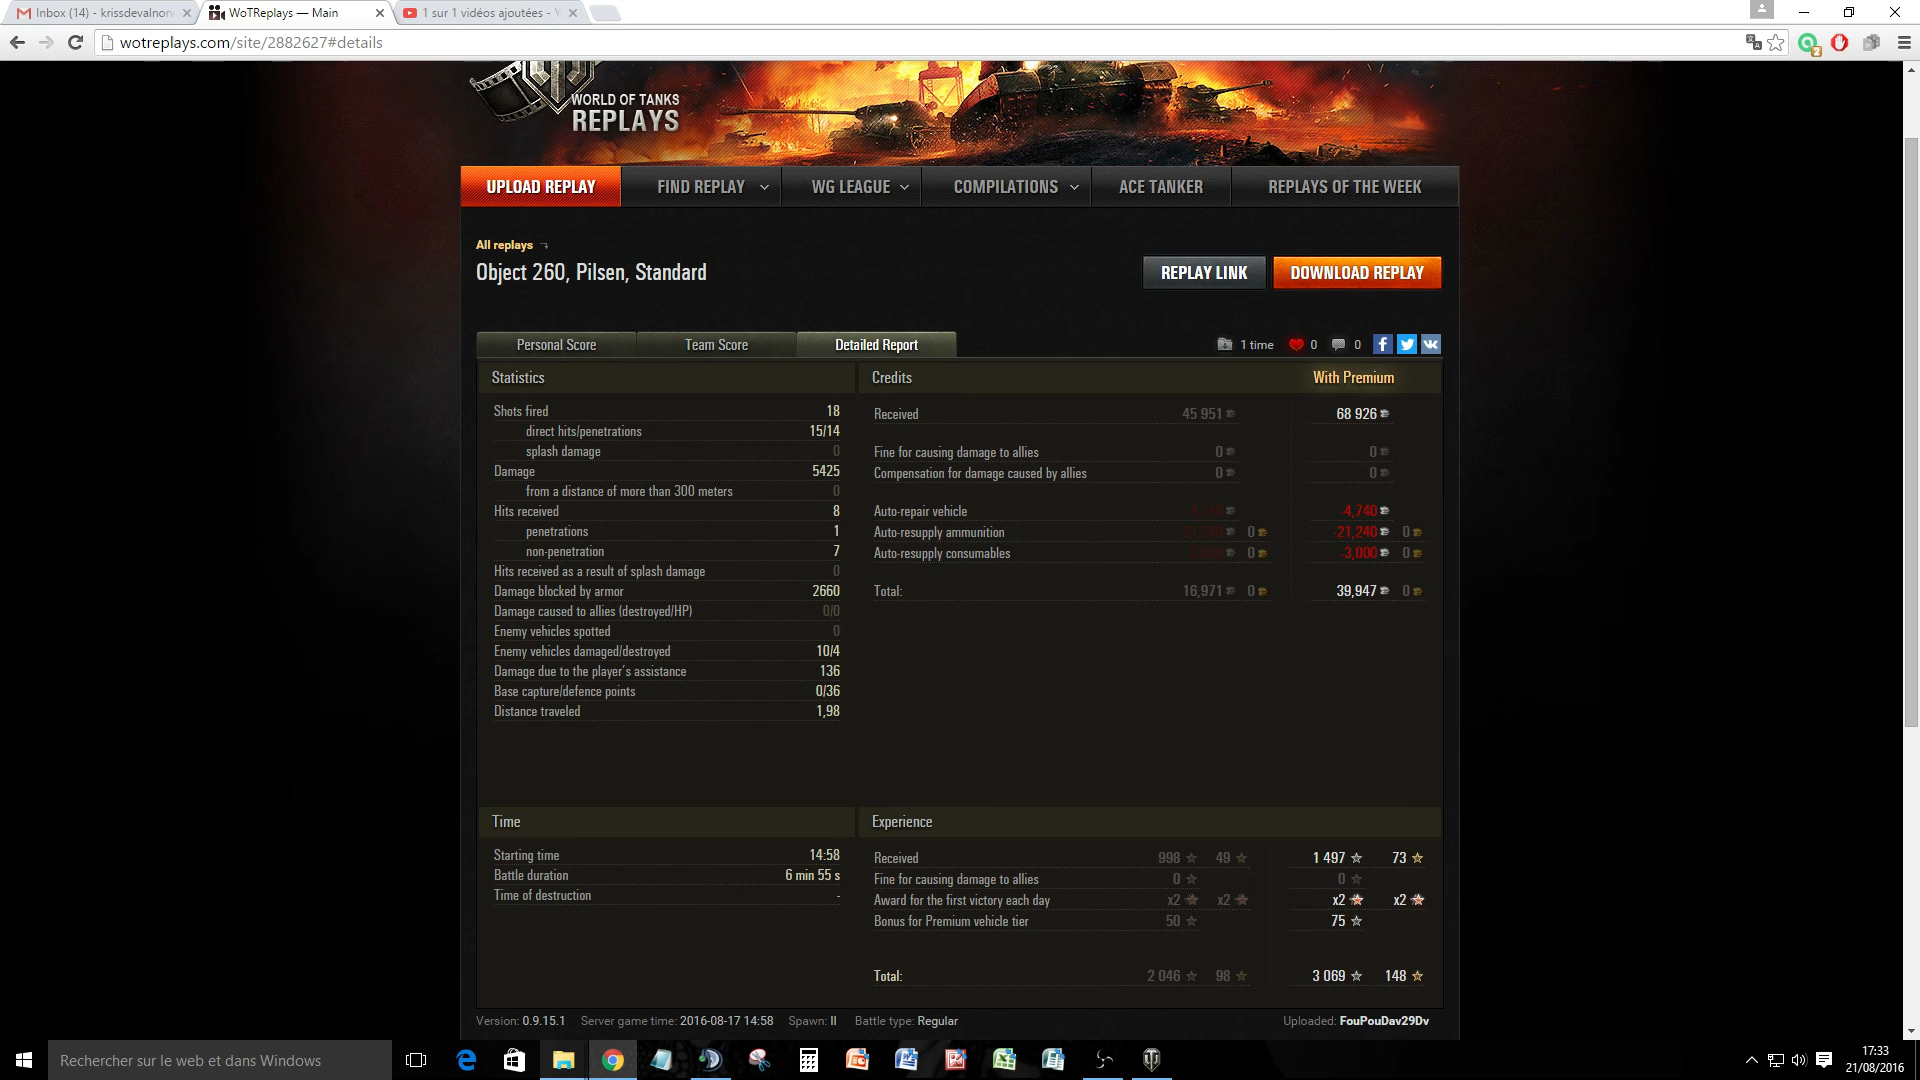 Inbox (14) - krissdevalnor
WoTReplays — Main
1 sur 1 vidéos ajoutées - Y
wotreplays.com/site/2882627#details
WORLD OF TANKS
REPLAYS
UPLOAD REPLAY FIND REPLAY WG LEAGUE COMPILATIONS ACE TANKER REPLAYS OF THE WEEK
All replays
Object 260, Pilsen, Standard
REPLAY LINK DOWNLOAD REPLAY
Personal Score Team Score Detailed Report 1 time 0 0
Statistics
Shots fired 18
direct hits/penetrations 15/14
splash damage 0
Damage 5425
from a distance of more than 300 meters 0
Hits received 8
penetrations 1
non-penetration 7
Hits received as a result of splash damage 0
Damage blocked by armor 2660
Damage caused to allies (destroyed/HP) 0/0
Enemy vehicles spotted 0
Enemy vehicles damaged/destroyed 10/4
Damage due to the player's assistance 136
Base capture/defence points 0/36
Distance traveled 1,98
Credits With Premium
Received 45 951 68 926
Fine for causing damage to allies 0 0
Compensation for damage caused by allies 0 0
Auto-repair vehicle -4,740
Auto-resupply ammunition 0 -21,240 0
Auto-resupply consumables 0 -3,000 0
Total: 16,971 0 39,947 0
Time
Starting time 14:58
Battle duration 6 min 55 s
Time of destruction -
Experience
Received 998 49 1 497 73
Fine for causing damage to allies 0 0
Award for the first victory each day x2 x2 x2 x2
Bonus for Premium vehicle tier 50 75
Total: 2 046 98 3 069 148
Version: 0.9.15.1 Server game time: 2016-08-17 14:58 Spawn: II Battle type: Regular Uploaded: FouPouDav29Dv
Rechercher sur le web et dans Windows
17:33
21/08/2016